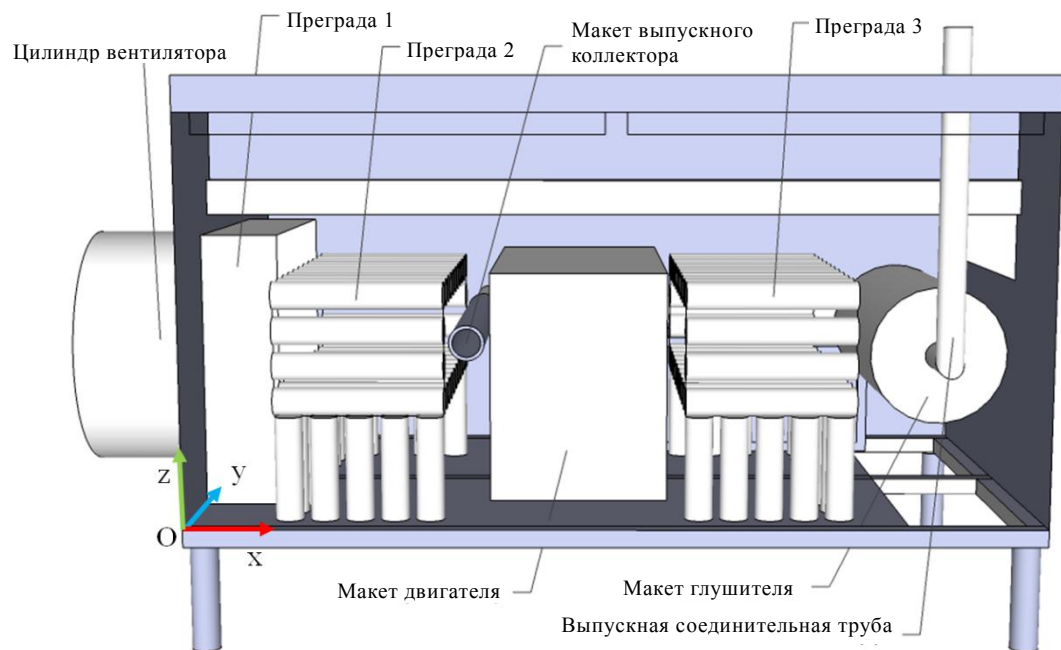 Преграда 1
Цилиндр вентилятора
Преграда 2
Макет выпускного
коллектора
Преграда 3
z
y
O
x
Макет двигателя
Макет глушителя
Выпускная соединительная труба